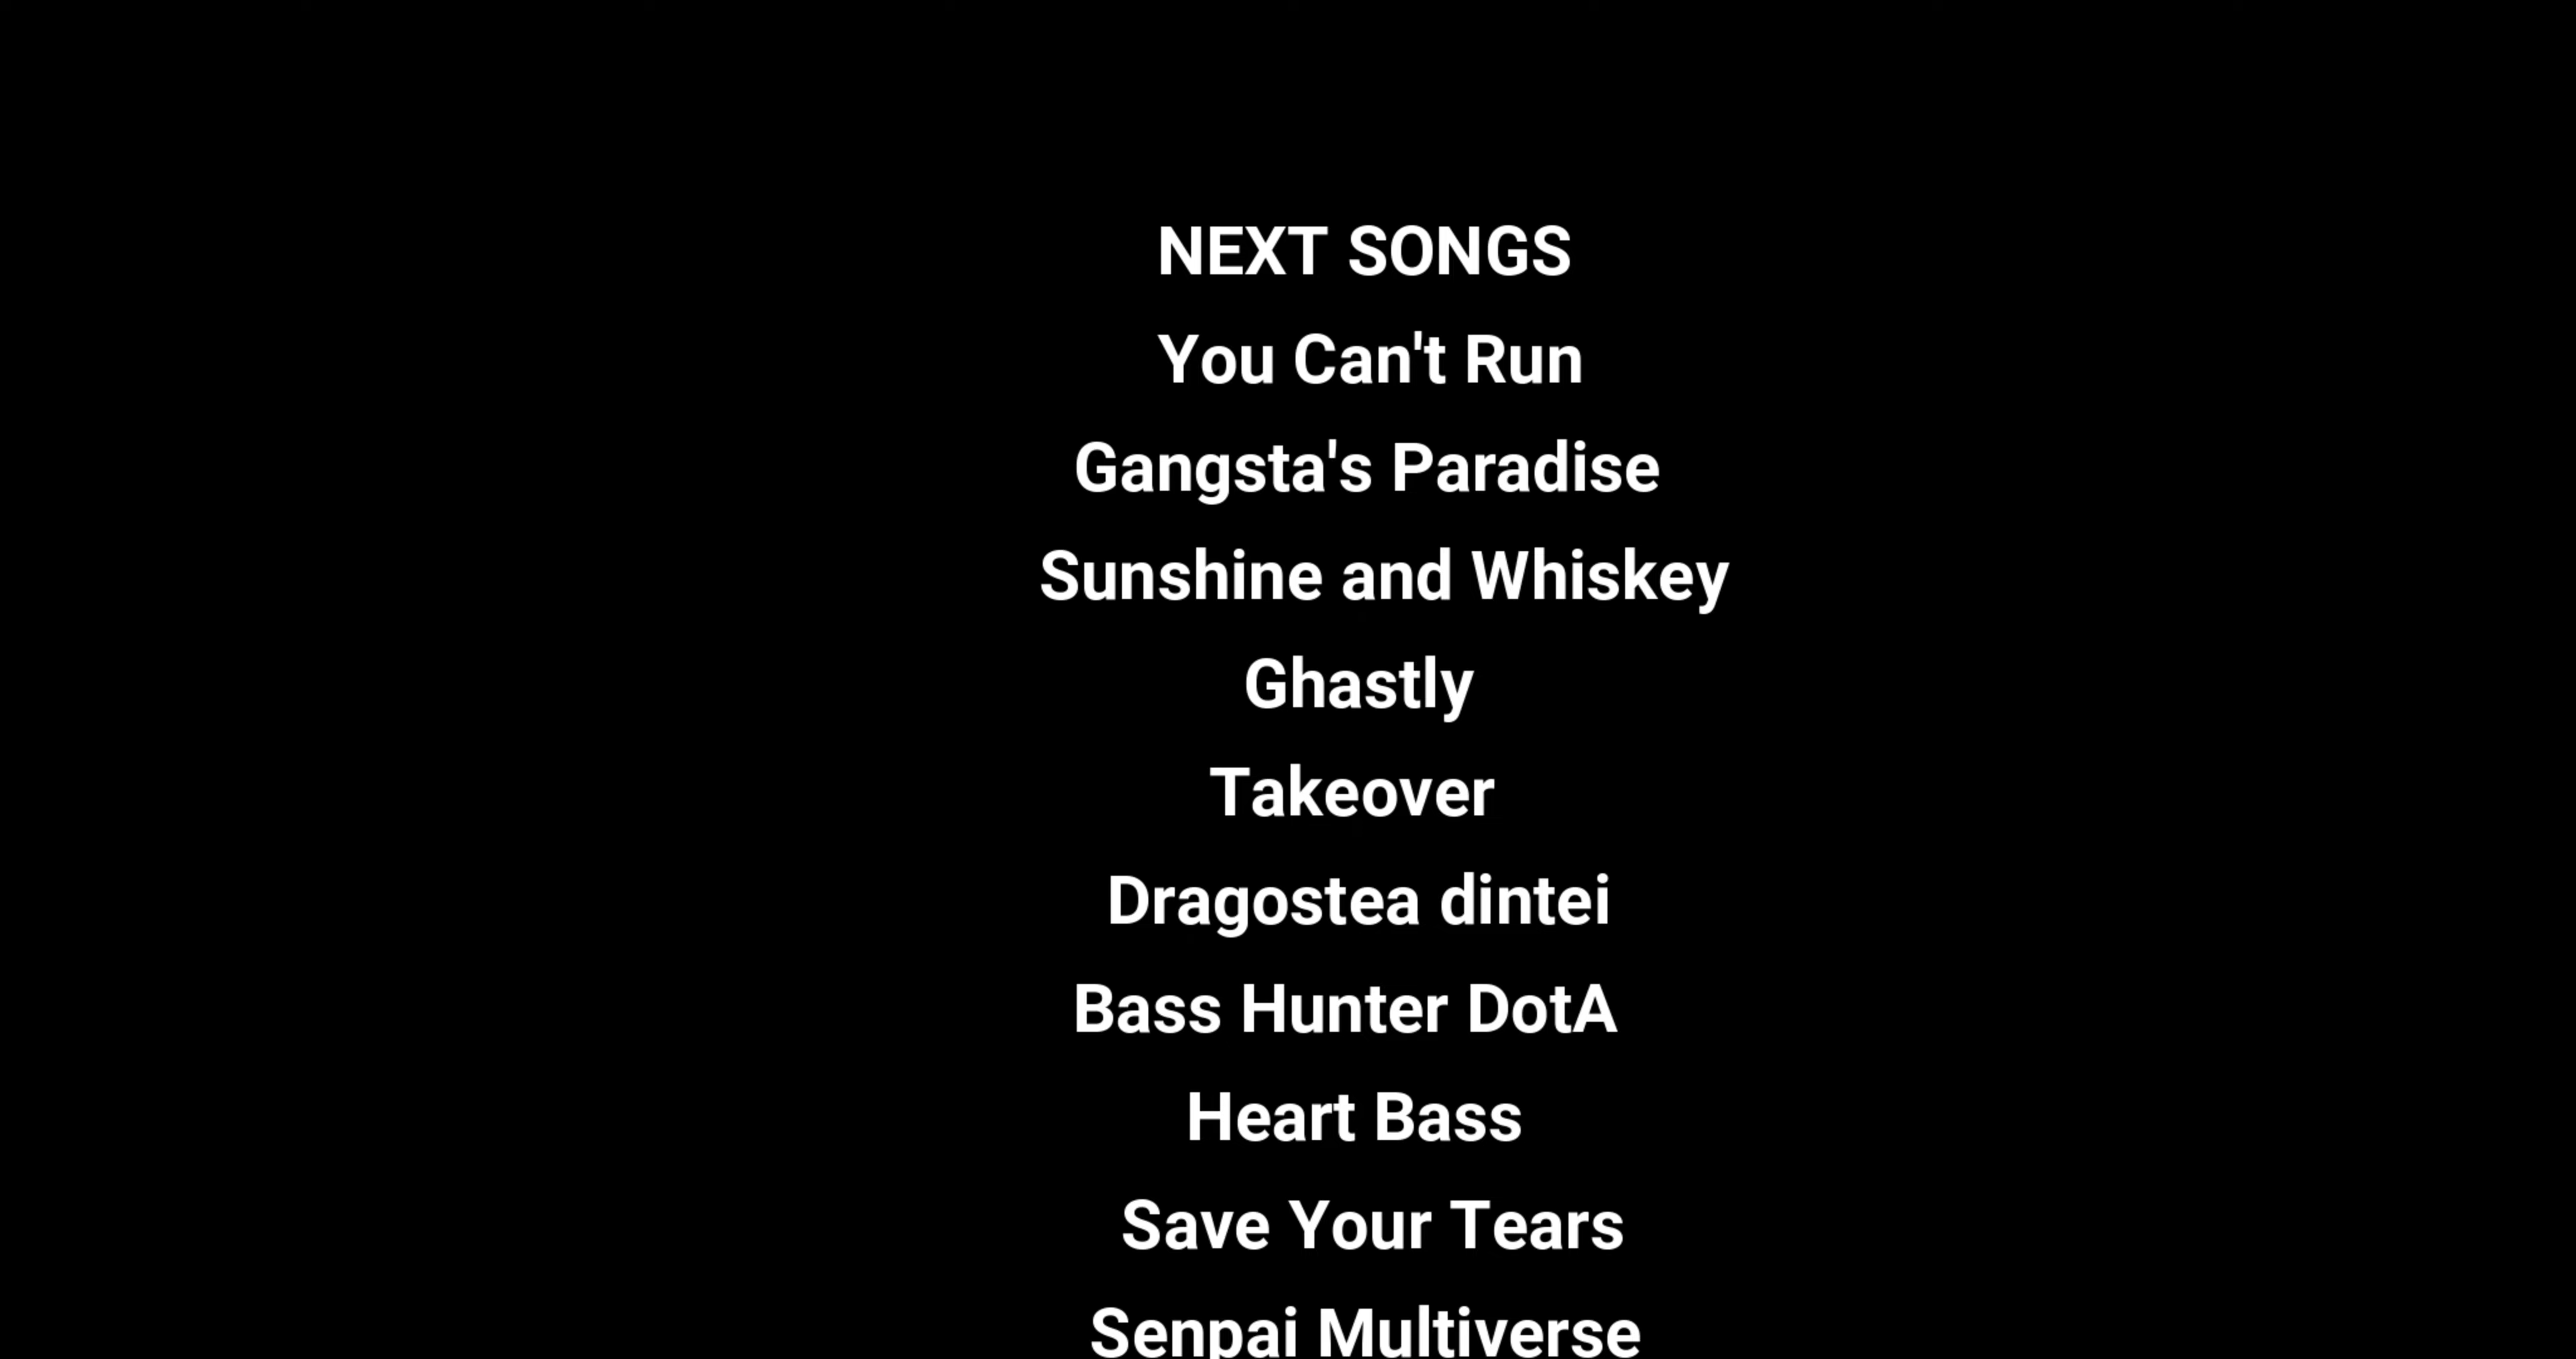 NEXT SONGS
You Can't Run
Gangsta's Paradise
Sunshine and Whiskey
Ghastly
Takeover
Dragostea dintei
Bass Hunter DotA
Heart Bass
Save Your Tears
Senpai Multiverse